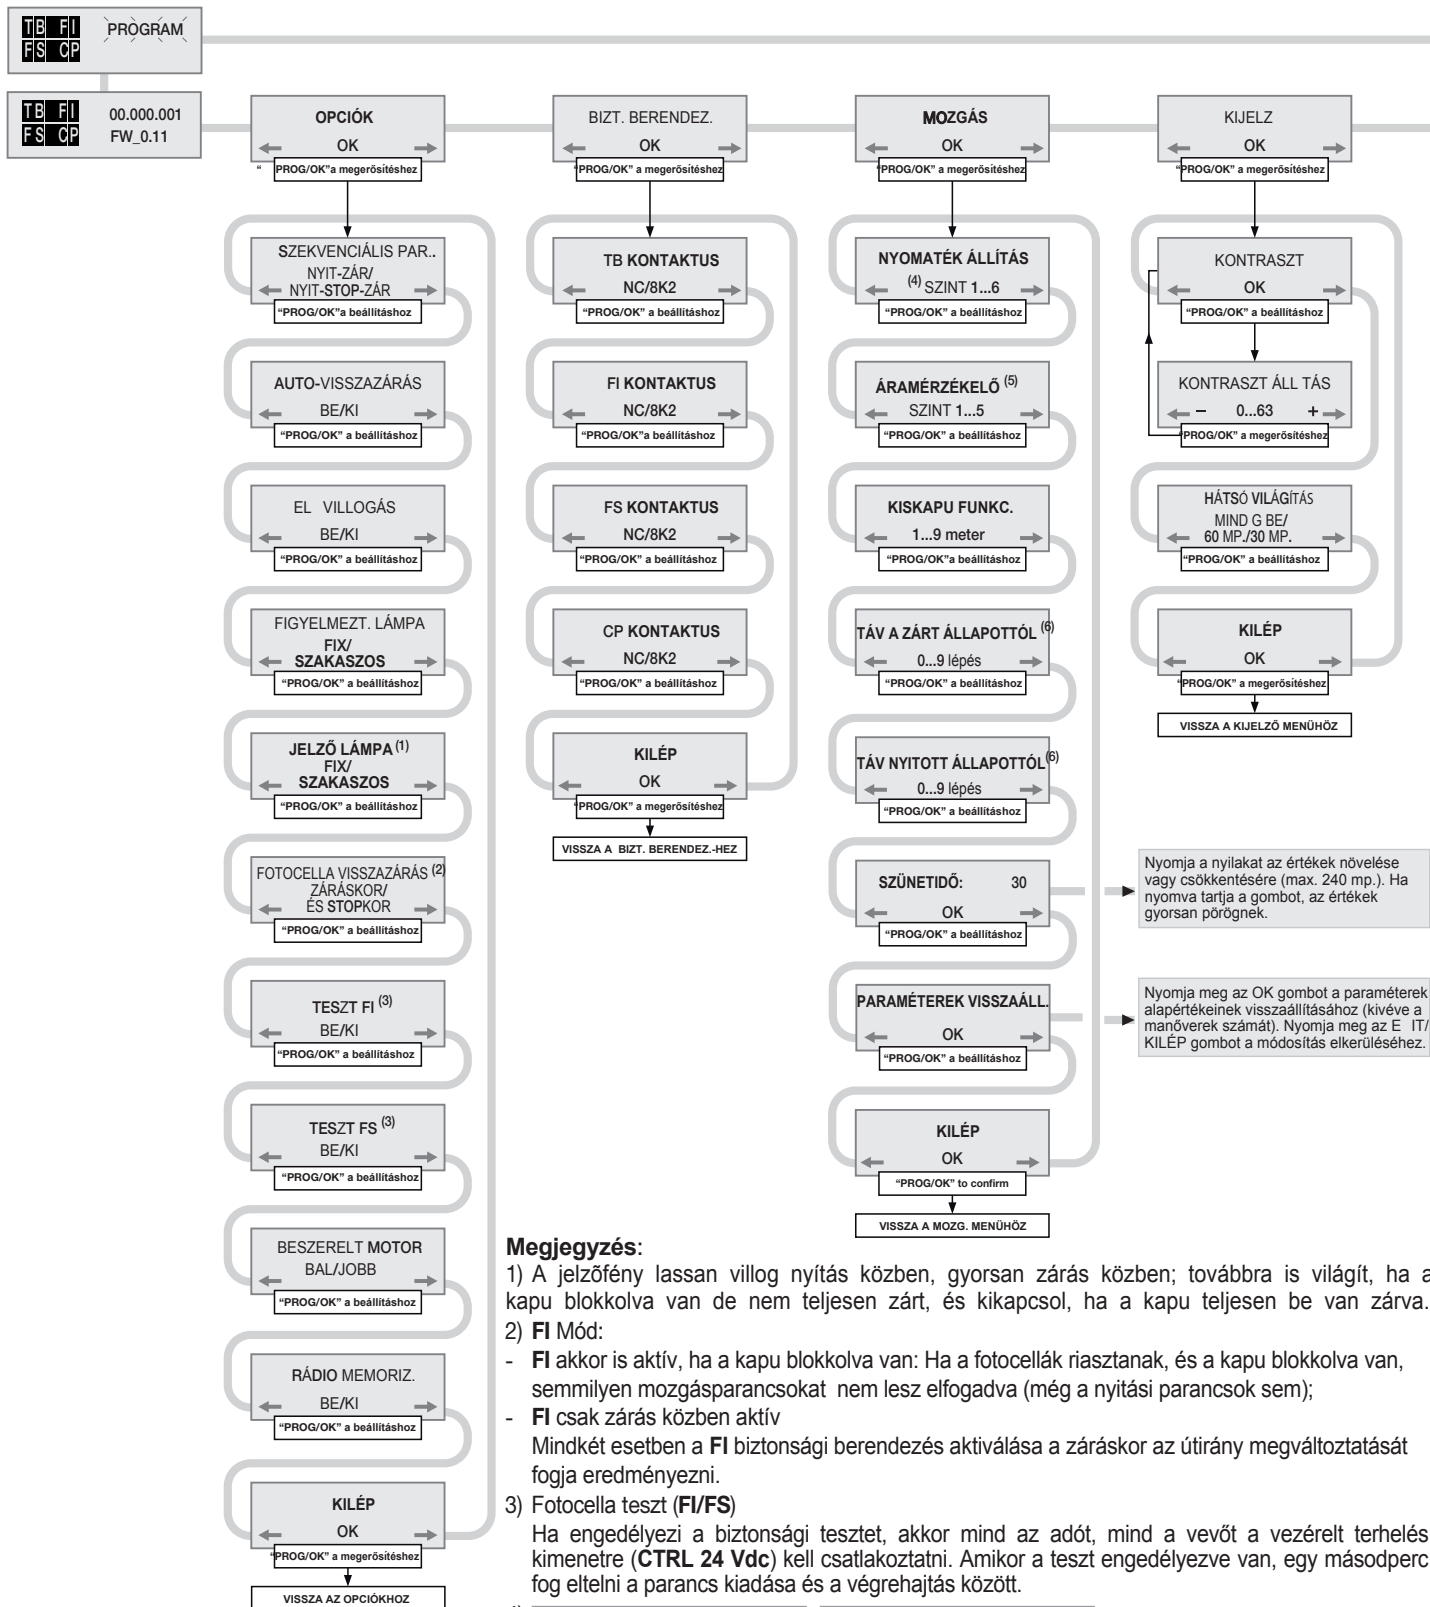 TB FI PROGRAM
FS CP
TB FI 00.000.001
FS CP FW_0.11
OPCIÓK
OK
“ PROG/OK”a megerősítéshez
SZEKVENCIÁLIS PAR..
NYIT-ZÁR/
NYIT-STOP-ZÁR
“PROG/OK”a beállításhoz
AUTO-VISSZAZÁRÁS
BE/KI
“PROG/OK” a beállításhoz
EL VILLOGÁS
BE/KI
“PROG/OK” a beállításhoz
FIGYELMEZT. LÁMPA
FIX/
SZAKASZOS
“PROG/OK” a beállításhoz
JELZŐ LÁMPA (1)
FIX/
SZAKASZOS
“PROG/OK” a beállításhoz
FOTOCELLA VISSZAZÁRÁS (2)
ZÁRÁSKOR/
ÉS STOPKOR
“PROG/OK” a beállításhoz
TESZT FI (3)
BE/KI
“PROG/OK” a beállításhoz
TESZT FS (3)
BE/KI
“PROG/OK” a beállításhoz
BESZERELT MOTOR
BAL/JOBB
“PROG/OK” a beállításhoz
RÁDIO MEMORIZ.
BE/KI
“PROG/OK” a beállításhoz
KILÉP
OK
“PROG/OK” a megerősítéshez
VISSZA AZ OPCIÓKHOZ
BIZT. BERENDEZ.
OK
“PROG/OK” a megerősítéshez
TB KONTAKTUS
NC/8K2
“PROG/OK” a beállításhoz
FI KONTAKTUS
NC/8K2
“PROG/OK”a beállításhoz
FS KONTAKTUS
NC/8K2
“PROG/OK” a beállításhoz
CP KONTAKTUS
NC/8K2
“PROG/OK” a beállításhoz
KILÉP
OK
“PROG/OK” a megerősítéshez
VISSZA A BIZT. BERENDEZ.-HEZ
MOZGÁS
OK
“PROG/OK” a megerősítéshez
NYOMATÉK ÁLLÍTÁS
(4) SZINT 1...6
“PROG/OK” a beállításhoz
ÁRAMÉRZÉKELŐ (5)
SZINT 1...5
“PROG/OK” a beállításhoz
KISKAPU FUNKC.
1...9 meter
“PROG/OK”a beállításhoz
TÁV A ZÁRT ÁLLAPOTTÓL (6)
0...9 lépés
“PROG/OK” a beállításhoz
TÁV NYITOTT ÁLLAPOTTÓL (6)
0...9 lépés
“PROG/OK” a beállításhoz
SZÜNETIDŐ: 30
OK
“PROG/OK” a beállításhoz
PARAMÉTEREK VISSZAÁLL.
OK
“PROG/OK” a beállításhoz
KILÉP
OK
“PROG/OK” to confirm
VISSZA A MOZG. MENÜHÖZ
KIJELZ
OK
“PROG/OK” a megerősítéshez
KONTRASZT
OK
“PROG/OK” a beállításhoz
KONTRASZT ÁLL TÁS
– 0...63 +
“PROG/OK” a megerősítéshez
HÁTSÓ VILÁGÍTÁS
MIND G BE/
60 MP./30 MP.
“PROG/OK” a beállításhoz
KILÉP
OK
“PROG/OK” a megerősítéshez
VISSZA A KIJELZŐ MENÜHÖZ
Nyomja a nyilakat az értékek növelése
vagy csökkentésére (max. 240 mp.). Ha
nyomva tartja a gombot, az értékek
gyorsan pörögnek.
Nyomja meg az OK gombot a paraméterek
alapértékeinek visszaállításához (kivéve a
manőverek számát). Nyomja meg az E IT/
KILÉP gombot a módosítás elkerüléséhez.
Megjegyzés:
1) A jelzõfény lassan villog nyítás közben, gyorsan zárás közben; továbbra is világít, ha a
kapu blokkolva van de nem teljesen zárt, és kikapcsol, ha a kapu teljesen be van zárva.
2) FI Mód:
- FI akkor is aktív, ha a kapu blokkolva van: Ha a fotocellák riasztanak, és a kapu blokkolva van,
semmilyen mozgásparancsokat nem lesz elfogadva (még a nyitási parancsok sem);
- FI csak zárás közben aktív
Mindkét esetben a FI biztonsági berendezés aktiválása a záráskor az útirány megváltoztatását
fogja eredményezni.
3) Fotocella teszt (FI/FS)
Ha engedélyezi a biztonsági tesztet, akkor mind az adót, mind a vevőt a vezérelt terhelés
kimenetre (CTRL 24 Vdc) kell csatlakoztatni. Amikor a teszt engedélyezve van, egy másodperc
fog eltelni a parancs kiadása és a végrehajtás között.